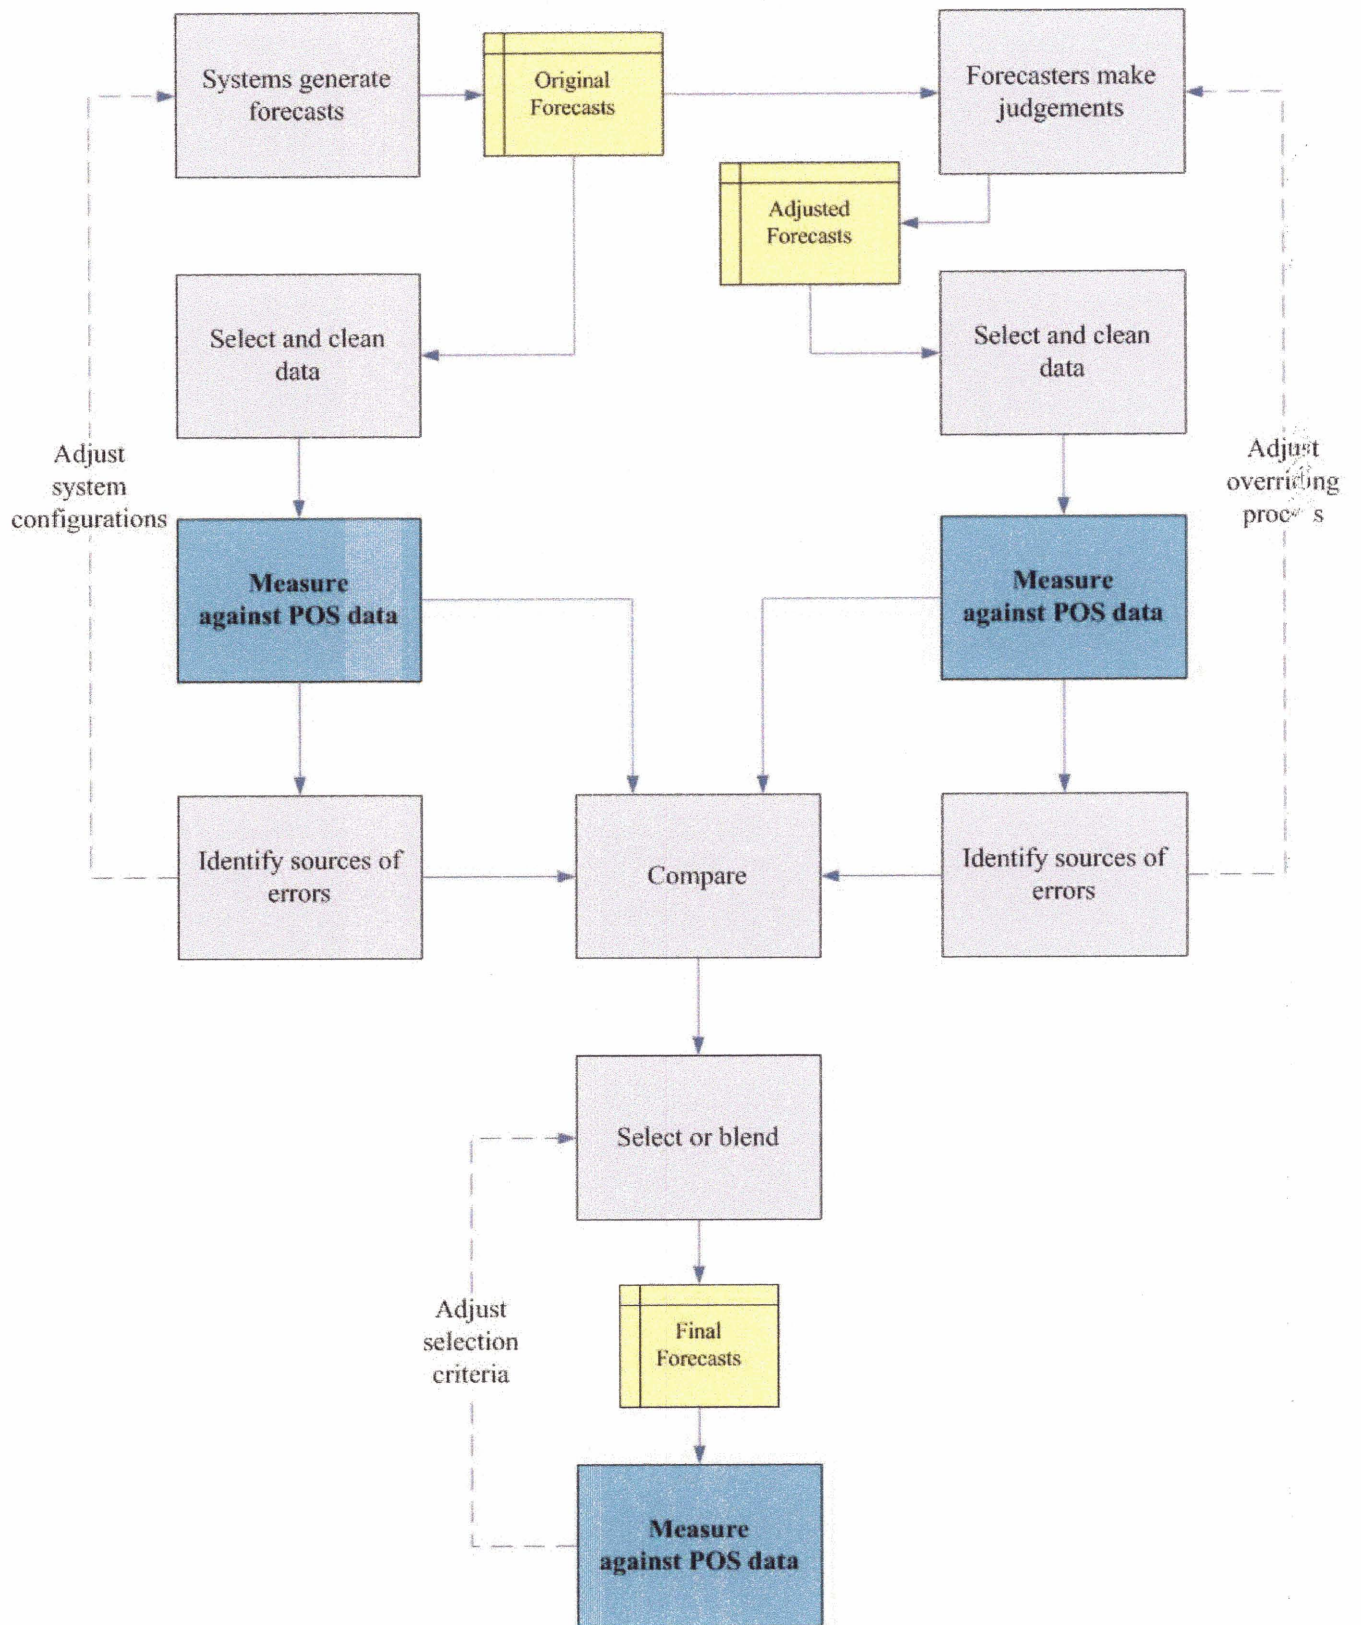 Systems generate
forecasts
Original
Forecasts
Forecasters make
judgements
Adjusted
Forecasts
Select and clean
data
Select and clean
data
Adjust
system
configurations
Adjust
overriding
Measure
against POS data
Measure
against POS data
Identify sources of
errors
Compare
Identify sources of
errors
Select or blend
Adjust
selection
criteria
Final
Forecasts
Measure
against POS data